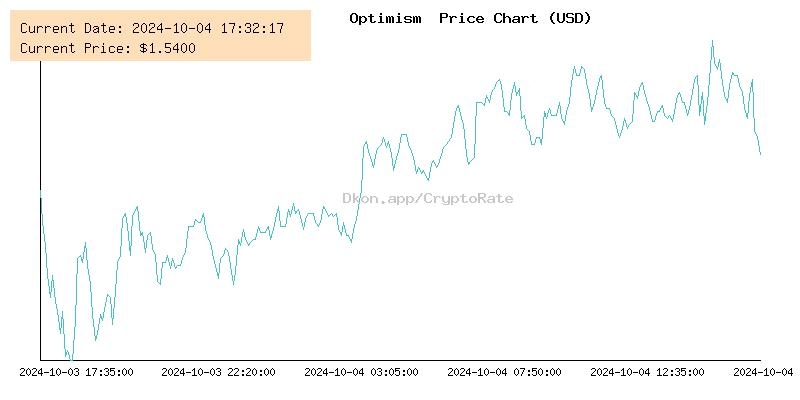 Optimism  Price Chart (USD)
Current Date: 2024-10-04 17:32:17
Current Price: $1.5400
Dkon.app/CryptoRate
2024-10-03 17:35:00 2024-10-03 22:20:00 2024-10-04 03:05:00 2024-10-04 07:50:00 2024-10-04 12:35:00 2024-10-04